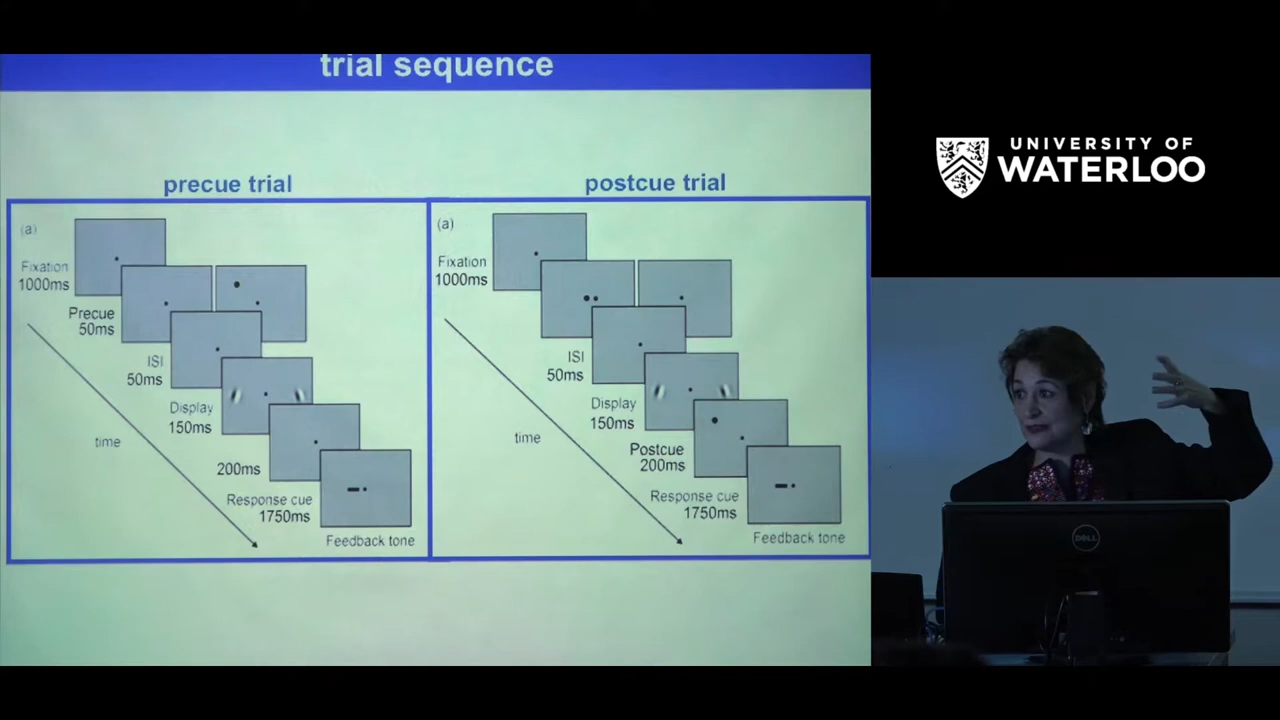 trial sequence
precue trial
(a)
Fixation
1000ms
Precue
50ms
ISI
50ms
Display
150ms
time
200ms
Response cue
1750ms
Feedback tone
postcue trial
(a)
Fixation
1000ms
ISI
50ms
Display
150ms
time
Postcue
200ms
Response cue
1750ms
Feedback tone
UNIVERSITY OF
WATERLOO
DELL